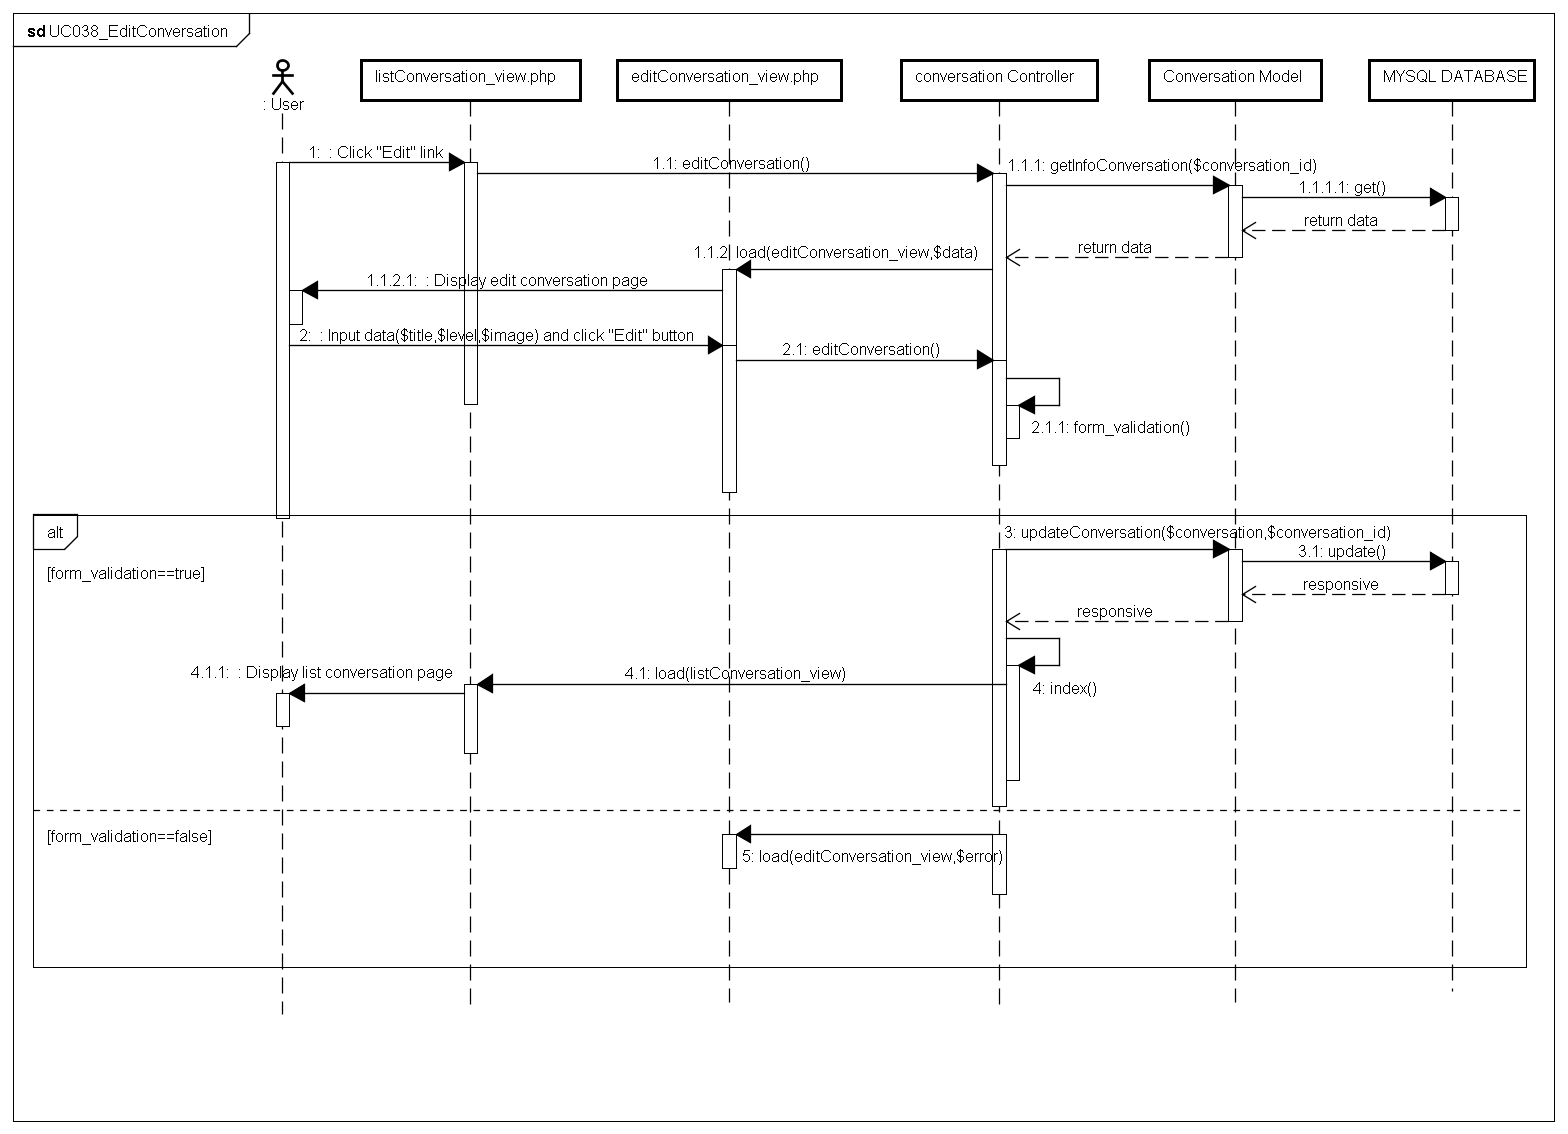 sd UC038_EditConversation
: User
listConversation_view.php
editConversation_view.php
conversation Controller
Conversation Model
MYSQL DATABASE
1:  : Click "Edit" link
1.1: editConversation()
1.1.1: getInfoConversation($conversation_id)
1.1.1.1: get()
return data
return data
1.1.2: load(editConversation_view,$data)
1.1.2.1:  : Display edit conversation page
2:  : Input data($title,$level,$image) and click "Edit" button
2.1: editConversation()
2.1.1: form_validation()
alt
3: updateConversation($conversation,$conversation_id)
3.1: update()
[form_validation==true]
responsive
responsive
4.1.1:  : Display list conversation page
4.1: load(listConversation_view)
4: index()
[form_validation==false]
5: load(editConversation_view,$error)